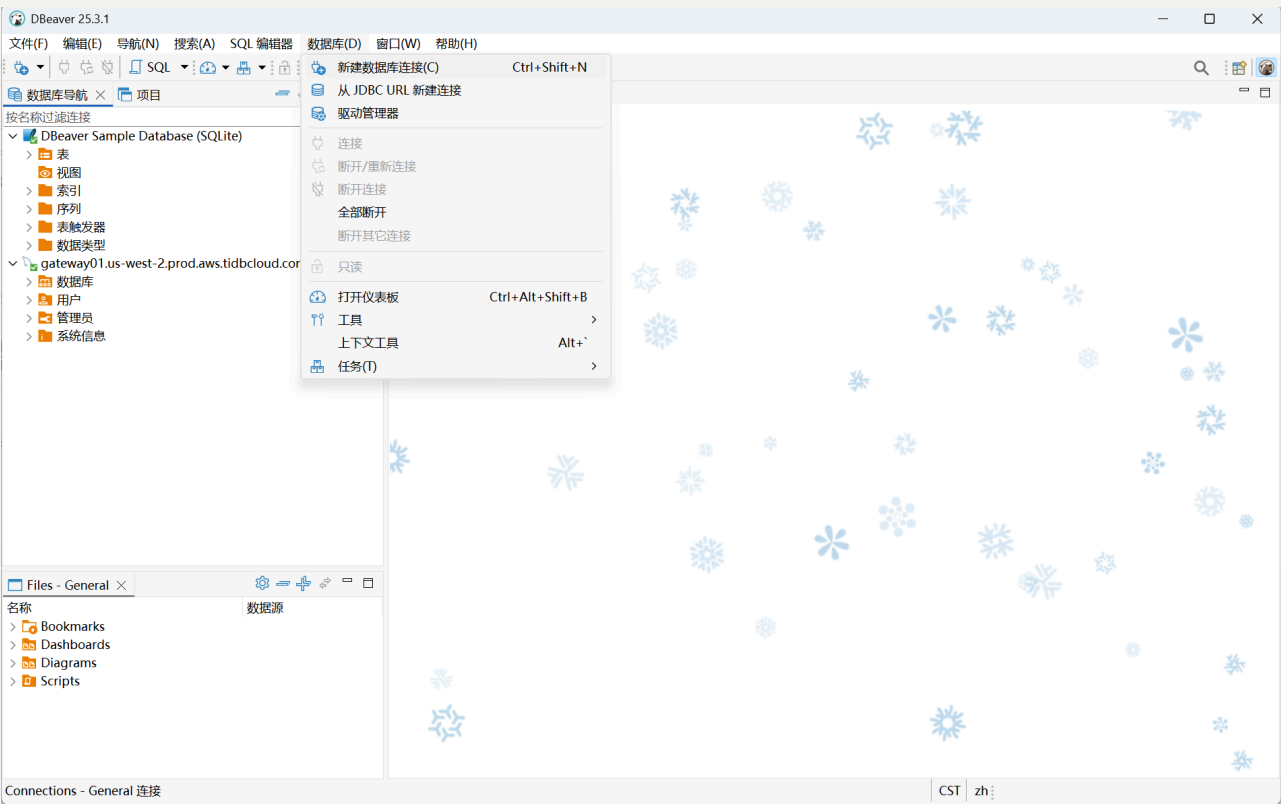 DBeaver 25.3.1
文件(F) 编辑(E) 导航(N) 搜索(A) SQL 编辑器 数据库(D) 窗口(W) 帮助(H)
SQL
数据库导航 项目
按名称过滤连接
DBeaver Sample Database (SQLite)
表
视图
索引
序列
表触发器
数据类型
gateway01.us-west-2.prod.aws.tidbcloud.con
数据库
用户
管理员
系统信息
新建数据库连接(C) Ctrl+Shift+N
从 JDBC URL 新建连接
驱动管理器
连接
断开/重新连接
断开连接
全部断开
断开其它连接
只读
打开仪表板 Ctrl+Alt+Shift+B
工具
上下文工具 Alt+`
任务(T)
Files - General
名称 数据源
Bookmarks
Dashboards
Diagrams
Scripts
Connections - General 连接 CST zh